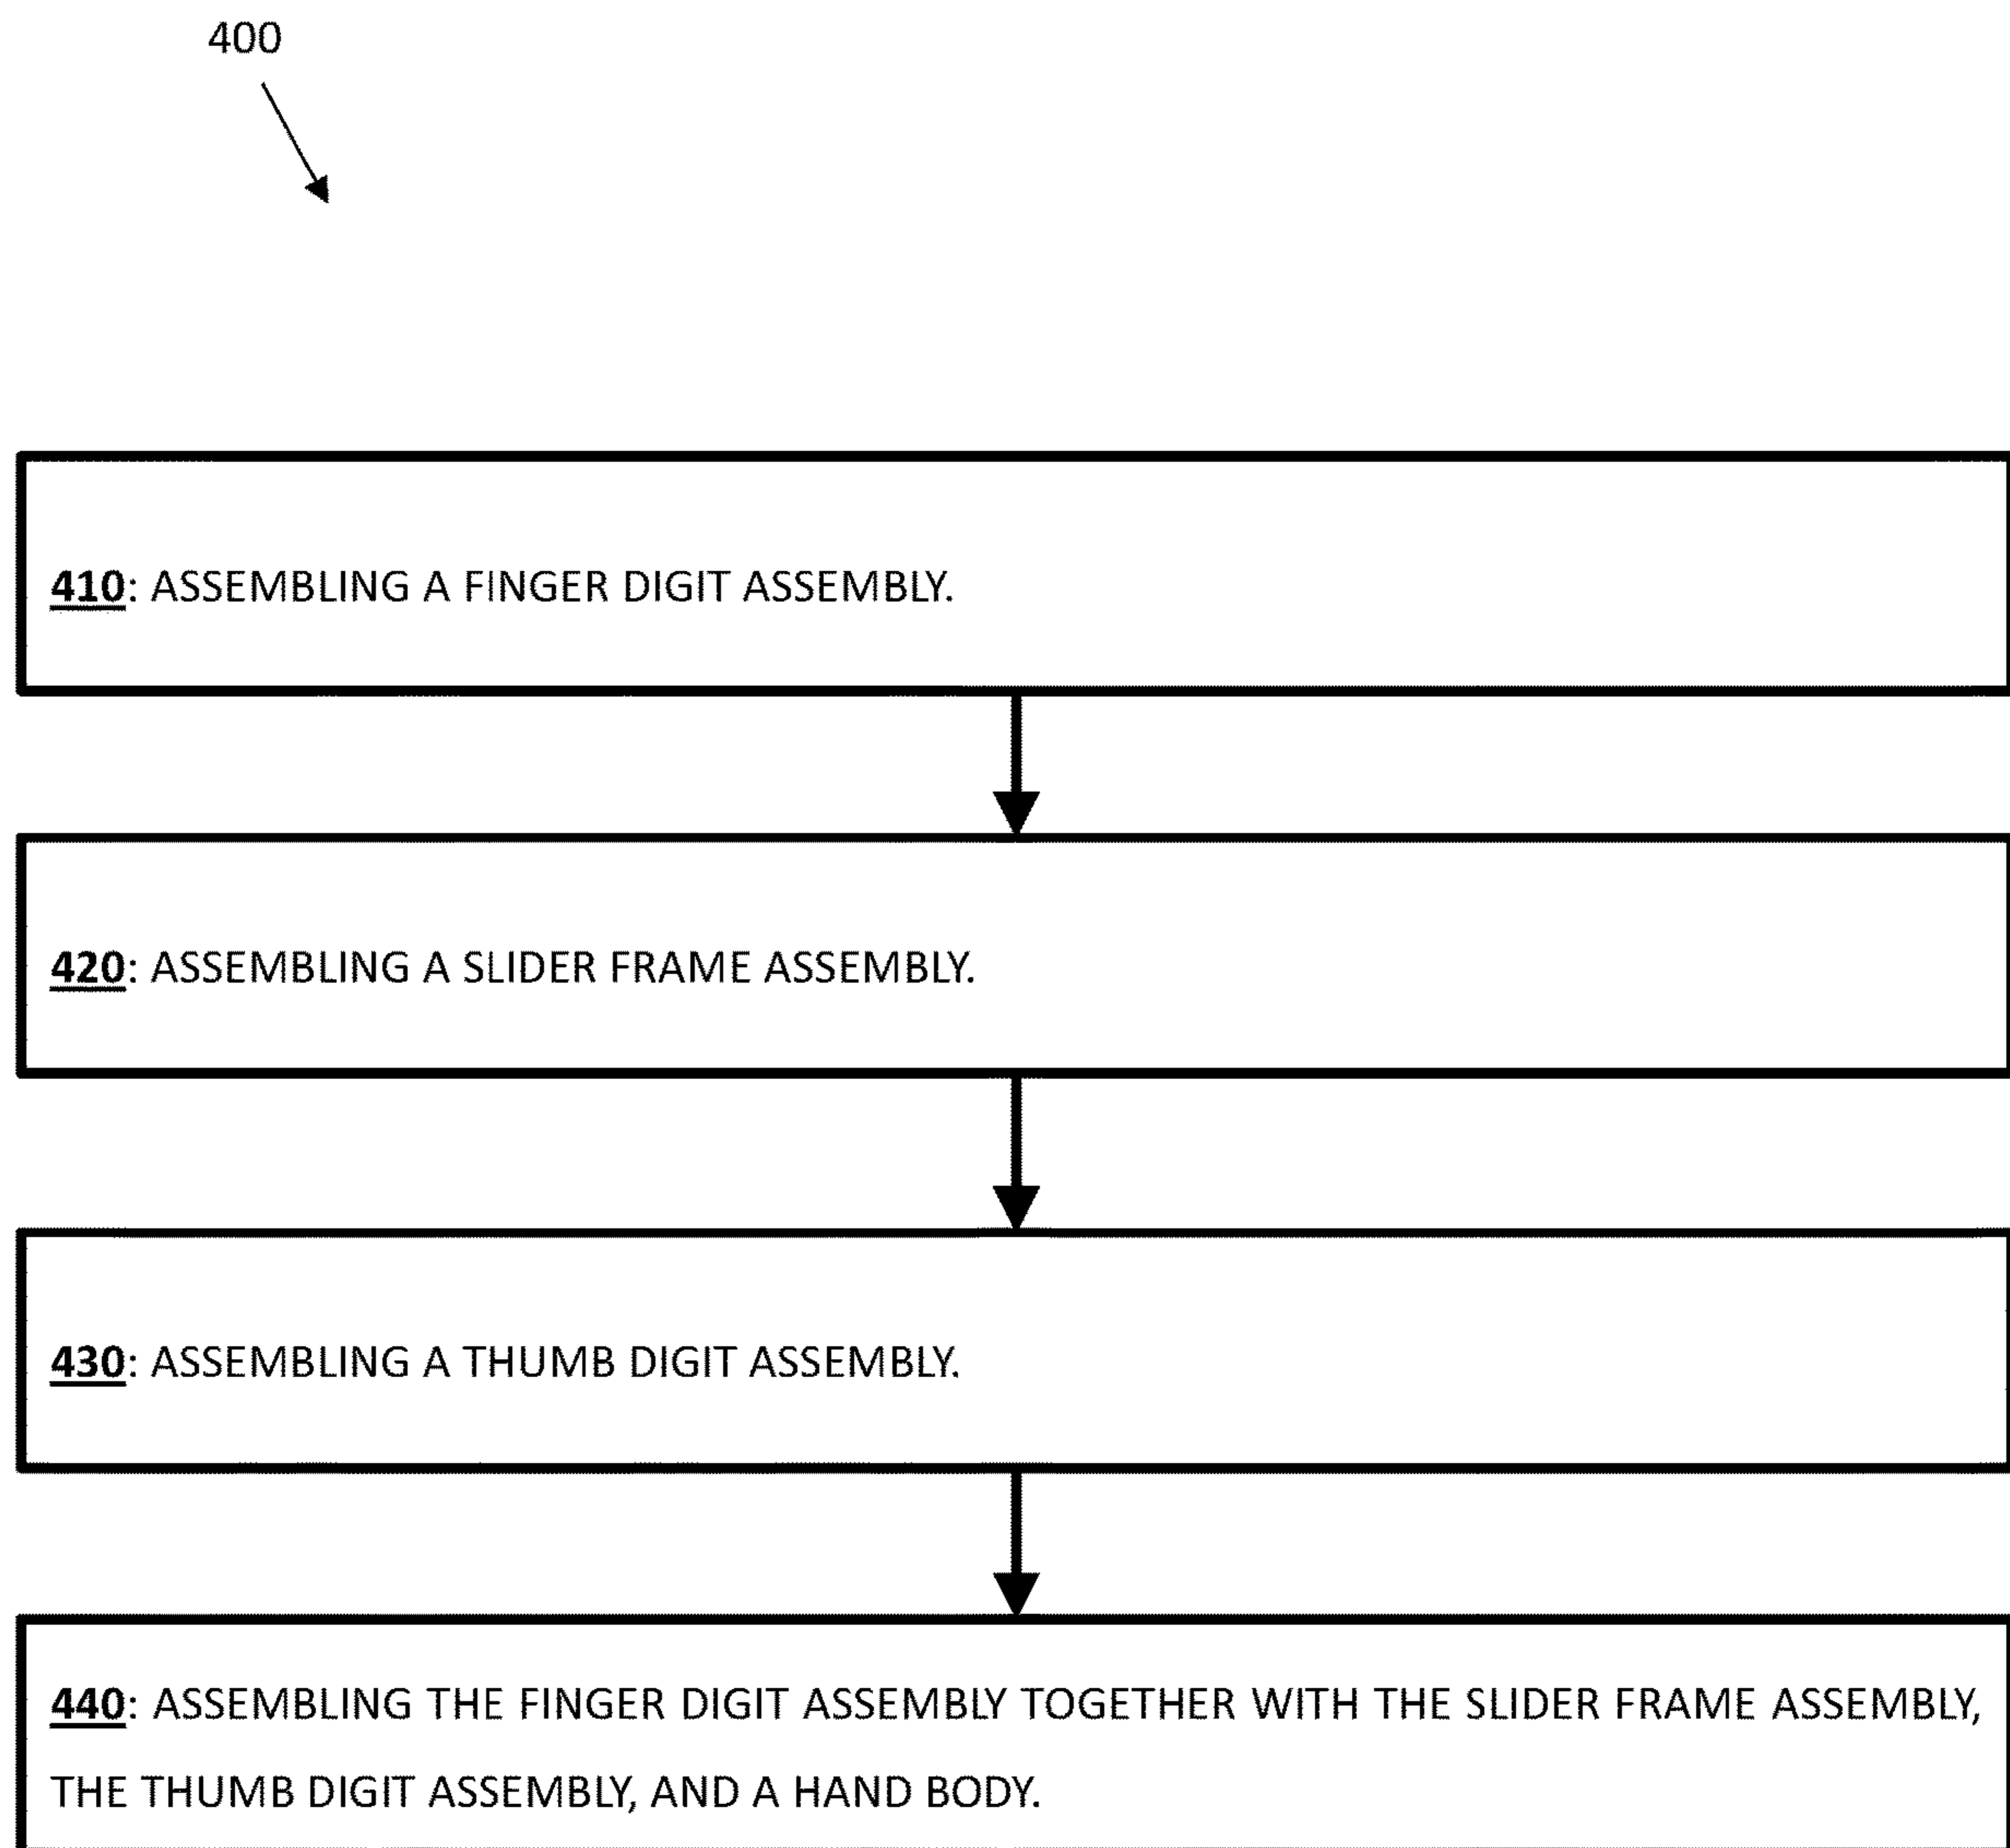 400
410: ASSEMBLING A FINGER DIGIT ASSEMBLY.
420: ASSEMBLING A SLIDER FRAME ASSEMBLY.
430: ASSEMBLING A THUMB DIGIT ASSEMBLY.
440: ASSEMBLING THE FINGER DIGIT ASSEMBLY TOGETHER WITH THE SLIDER FRAME ASSEMBLY,
THE THUMB DIGIT ASSEMBLY, AND A HAND BODY.